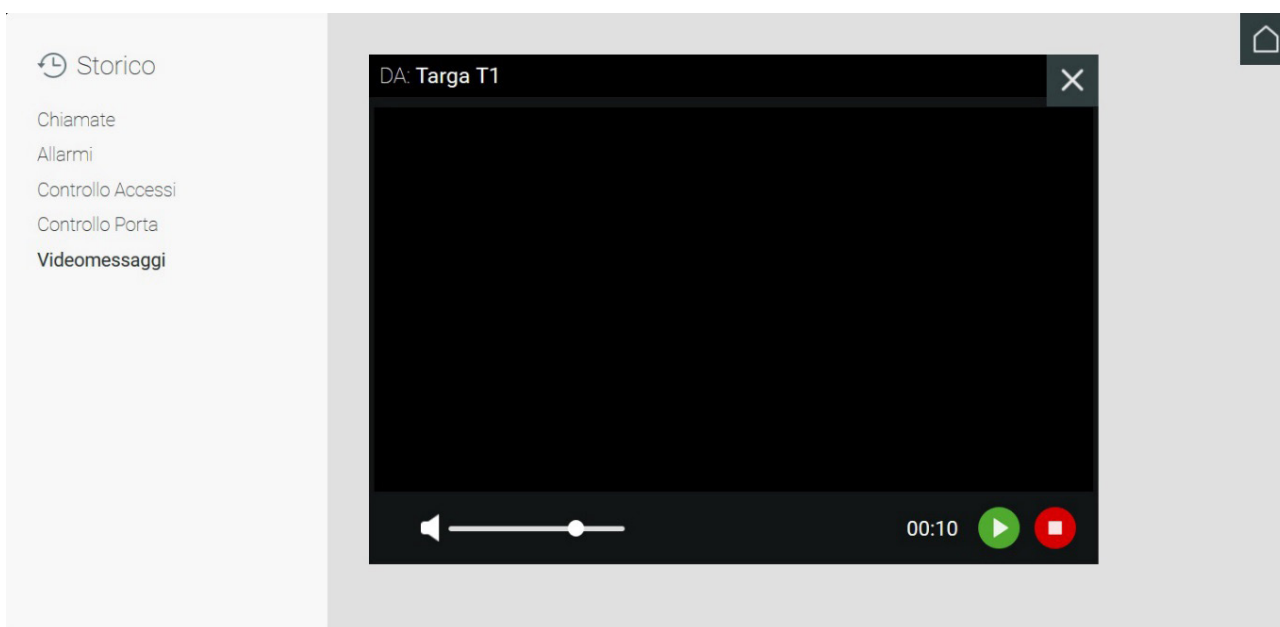 Storico
Chiamate
Allarmi
Controllo Accessi
Controllo Porta
Videomessaggi
DA: Targa T1
00:10